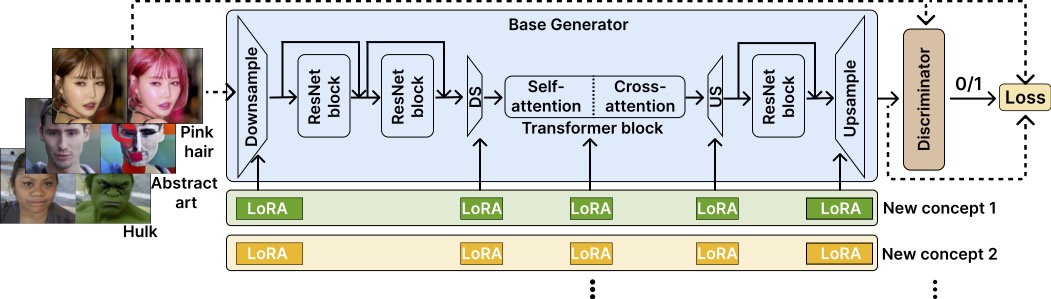 Base Generator
Downsample
ResNet
block
ResNet
block
DS
Self-
attention
Cross-
attention
Transformer block
US
ResNet
block
Upsample
Discriminator
0/1
Loss
Pink
hair
Abstract
art
Hulk
LoRA
LoRA
LoRA
LoRA
LoRA
New concept 1
LoRA
LoRA
LoRA
LoRA
LoRA
New concept 2